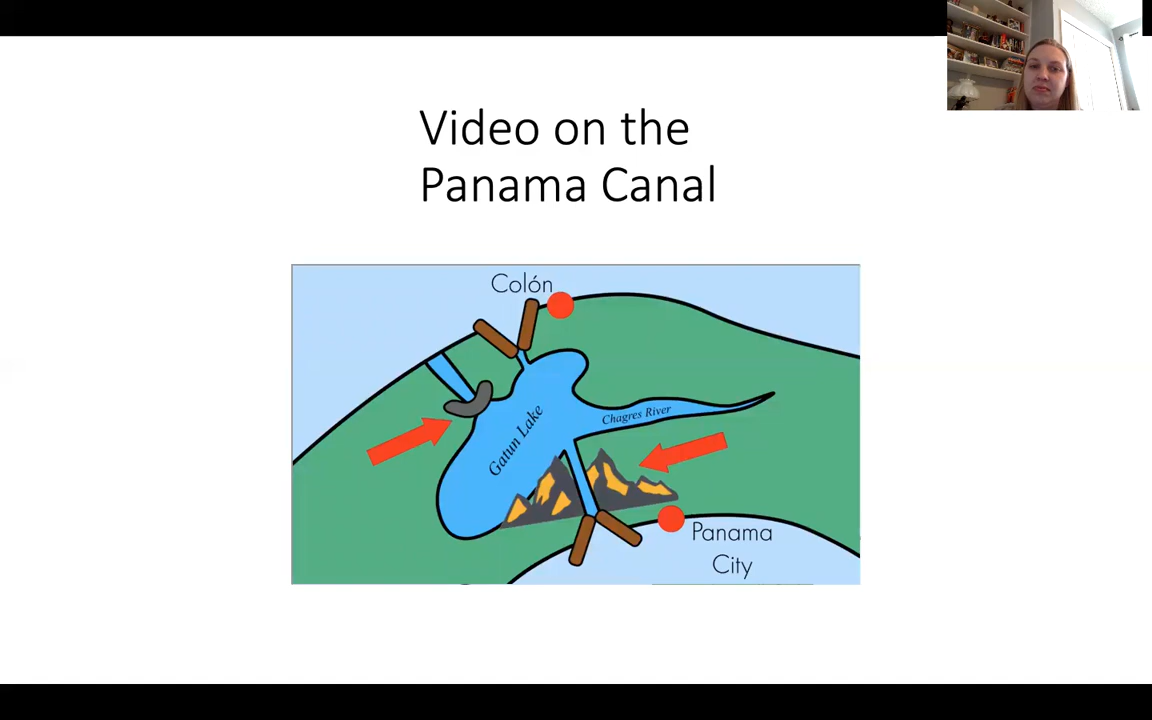 Video on the
Panama Canal
Colón
Chagres River
Gatun Lake
Panama
City